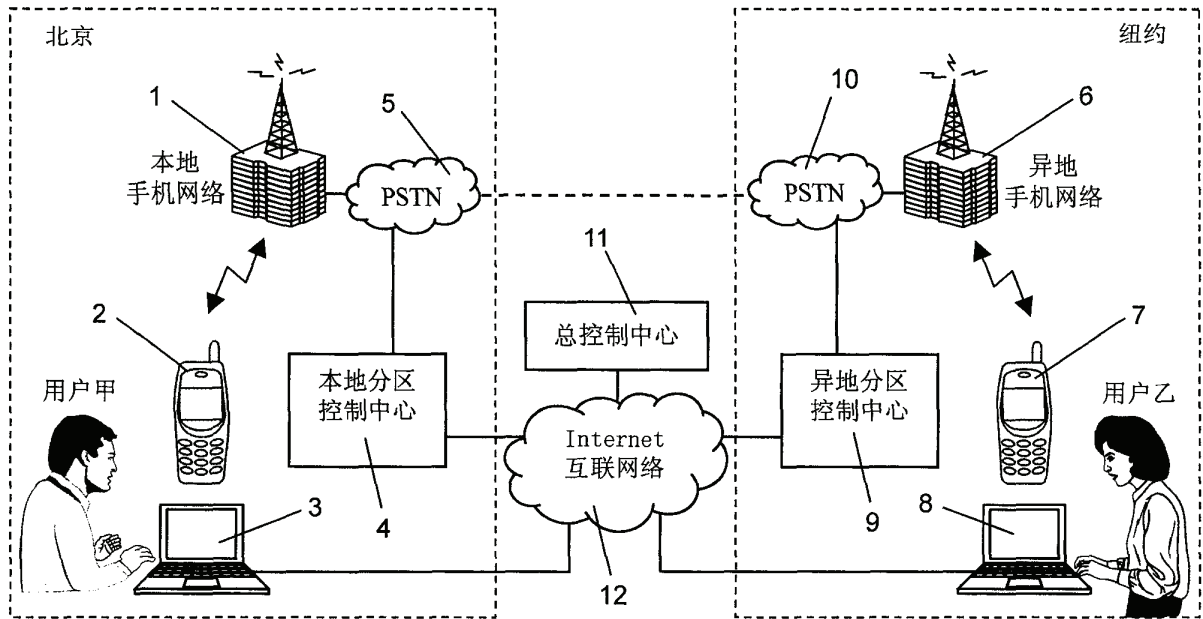 北京
纽约
1
5
10
6
本地
手机网络
PSTN
PSTN
异地
手机网络
11
2
总控制中心
7
用户甲
本地分区
控制中心
异地分区
控制中心
用户乙
Internet
互联网络
3
4
12
9
8